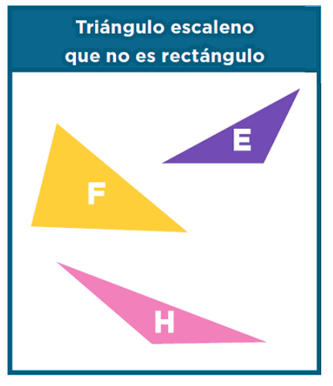 Triángulo escaleno
que no es rectángulo
E
F
H